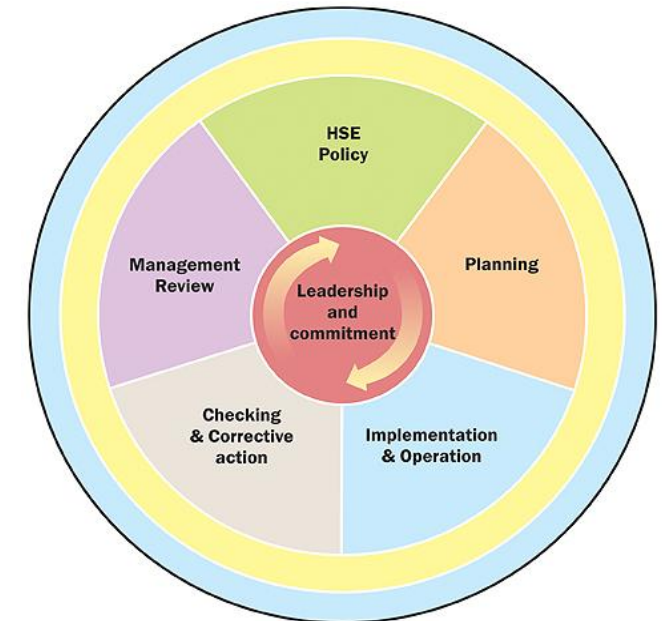 HSE
Policy
Planning
Implementation
& Operation
Checking
& Corrective
action
Management
Review
Leadership
and
commitment